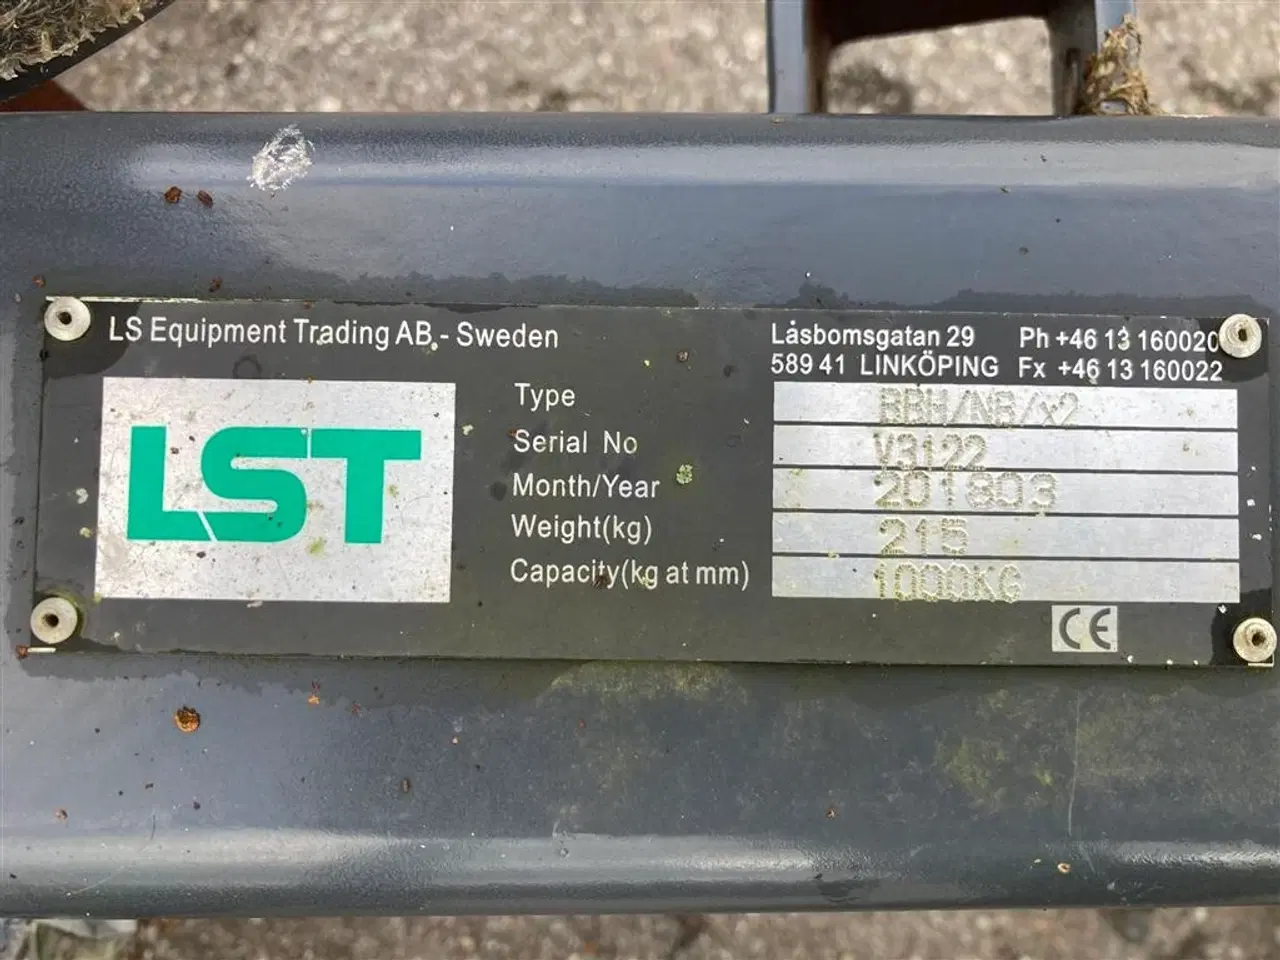 LS Equipment Trading AB. - Sweden
Låsbomsgatan 29 Ph +46 13 160020
589 41 LINKÖPING Fx +46 13 160022
LST
Type RBH/NB/x2
Serial No V3122
Month/Year 201803
Weight(kg) 215
Capacity(kg at mm) 1000KG
CE